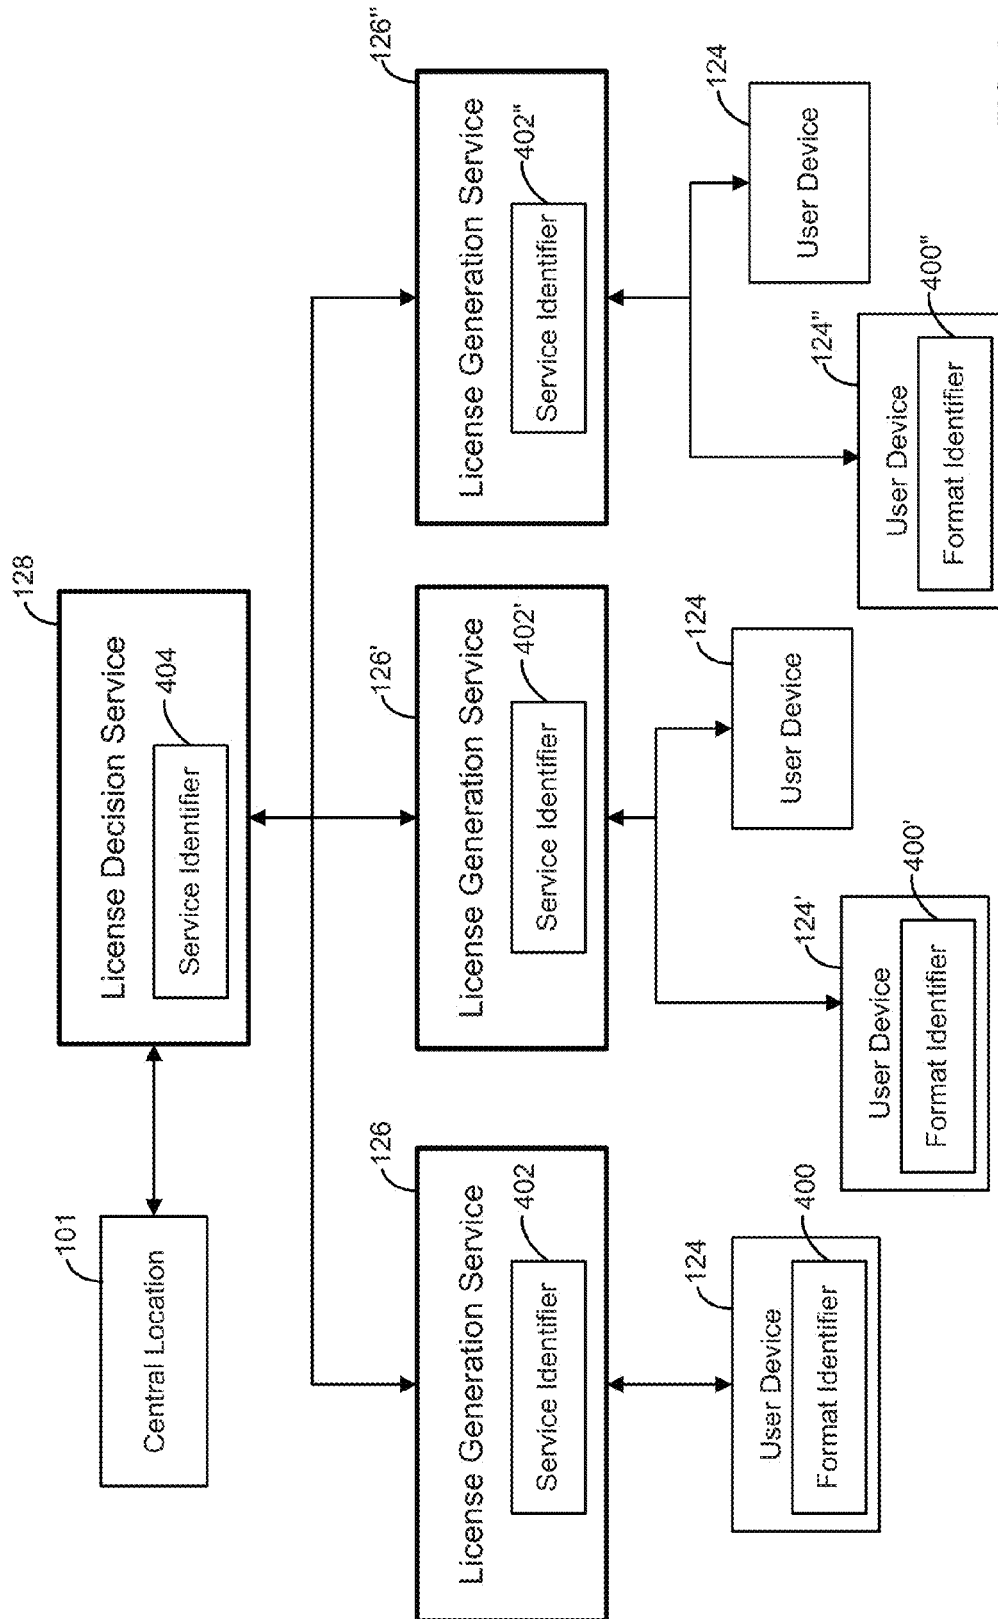 101
Central Location
128
License Decision Service
404
Service Identifier
126
License Generation Service
402
Service Identifier
126'
License Generation Service
402'
Service Identifier
126"
License Generation Service
402"
Service Identifier
124
User Device
400
Format Identifier
124'
User Device
400'
Format Identifier
124
User Device
124"
User Device
400"
Format Identifier
124
User Device